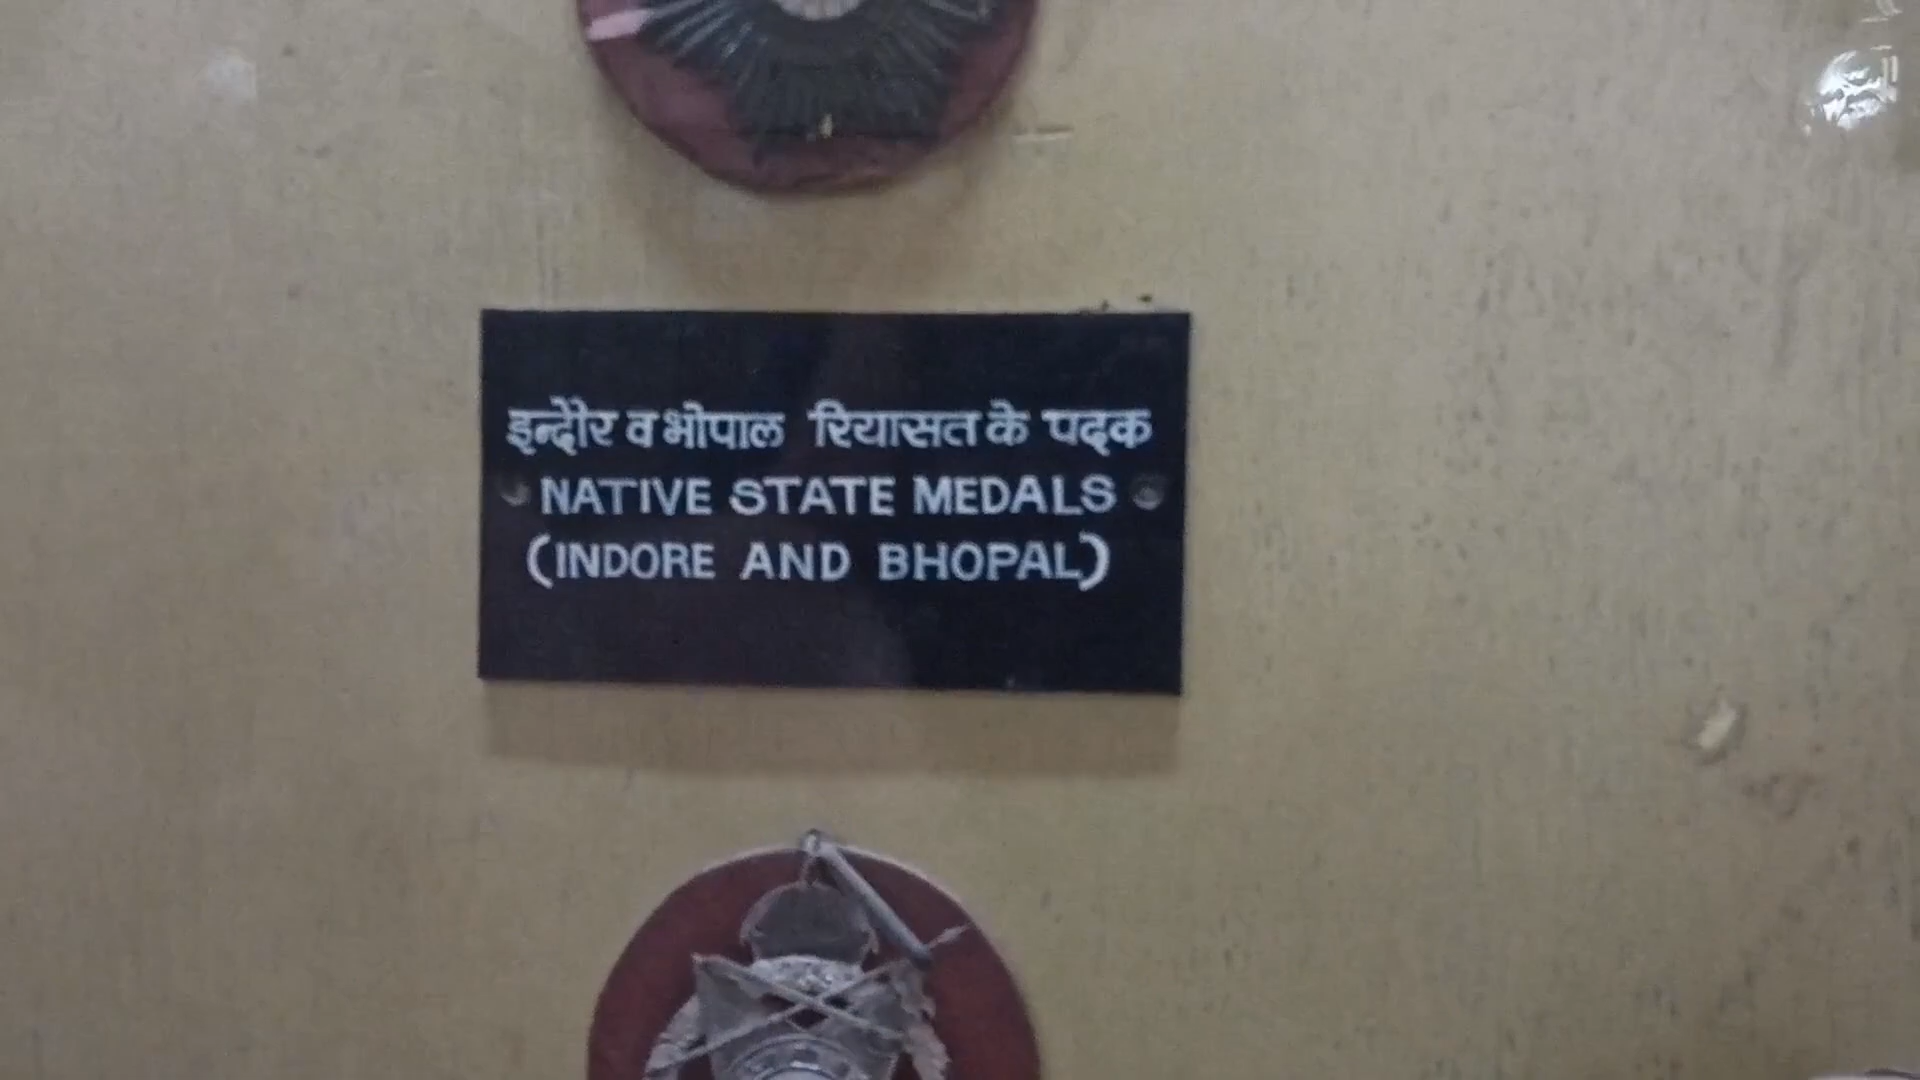 इन्दौर व भोपाल रियासत के पदक
NATIVE STATE MEDALS
(INDORE AND BHOPAL)